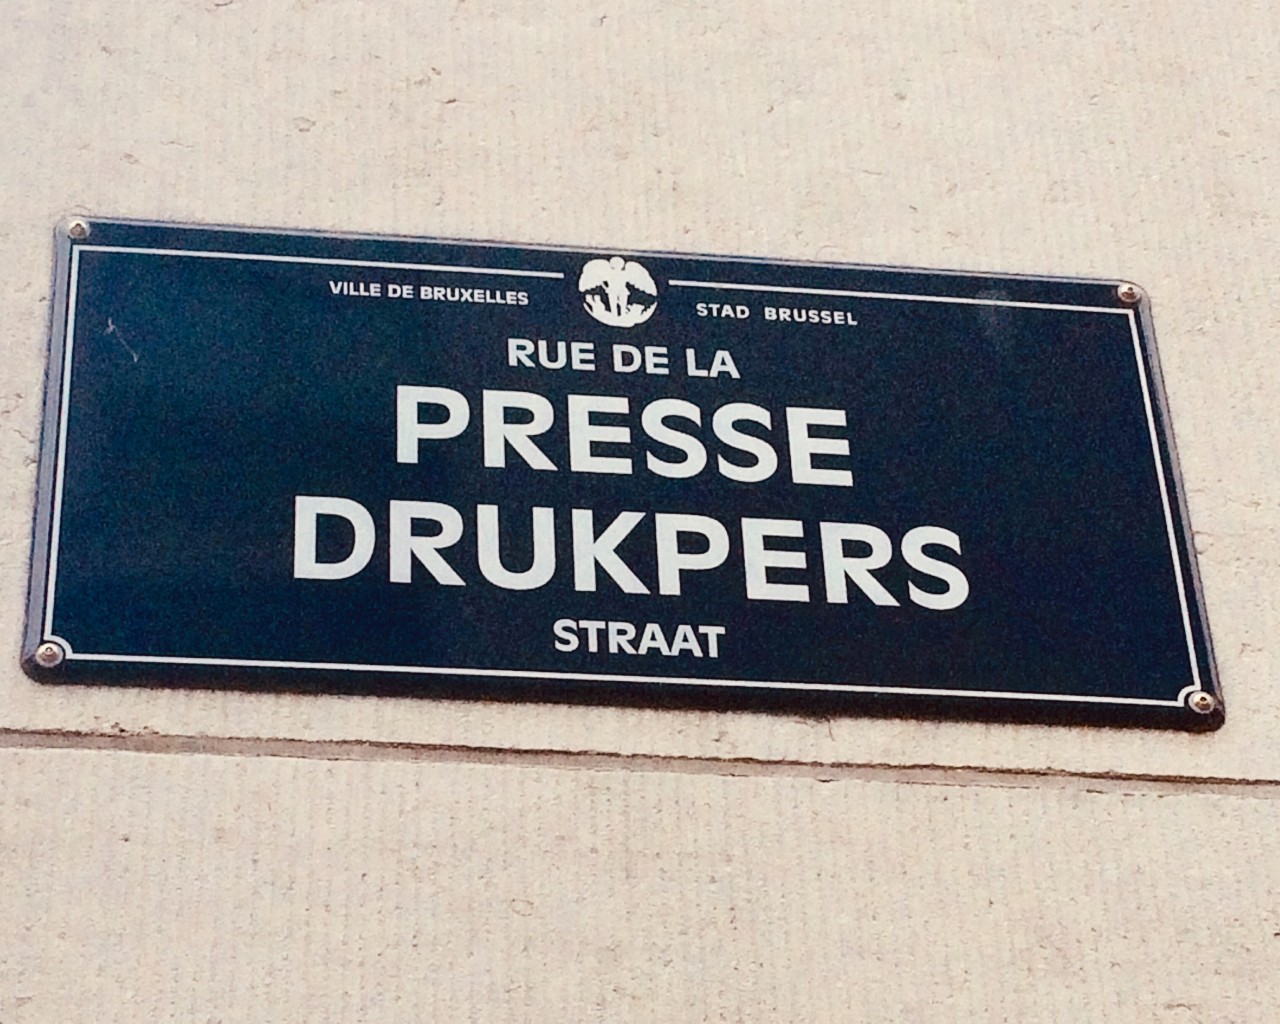 VILLE DE BRUXELLES STAD BRUSSEL
RUE DE LA
PRESSE
DRUKPERS
STRAAT